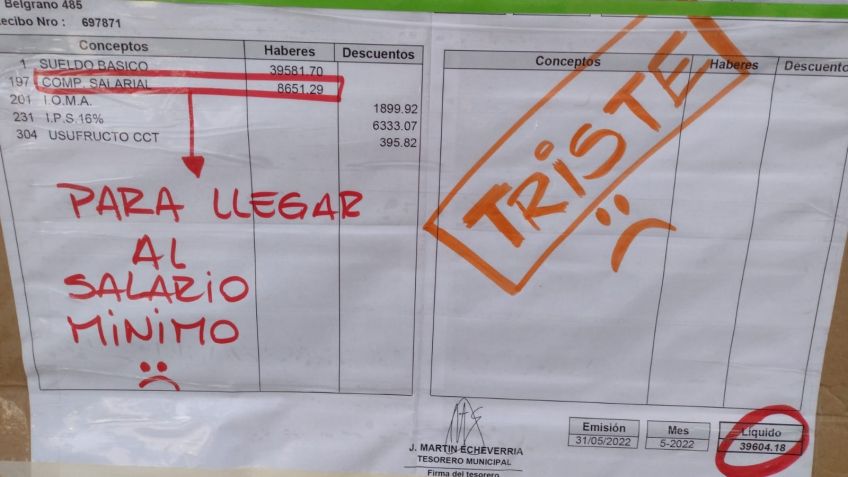 Belgrano 485
ecibo Nro : 697871
Conceptos Haberes Descuentos
1 SUELDO BASICO 39581.70
197 COMP. SALARIAL 8651.29
201 I.O.M.A. 1899.92
231 I.P.S.16% 6333.07
304 USUFRUCTO CCT 395.82
PARA LLEGAR
AL
SALARIO
MINIMO
Conceptos Haberes Descuento
TRISTE
J. MARTIN ECHEVERRIA
TESORERO MUNICIPAL
Firma del tesorero
Emisión Mes Líquido
31/05/2022 5-2022 39604.18